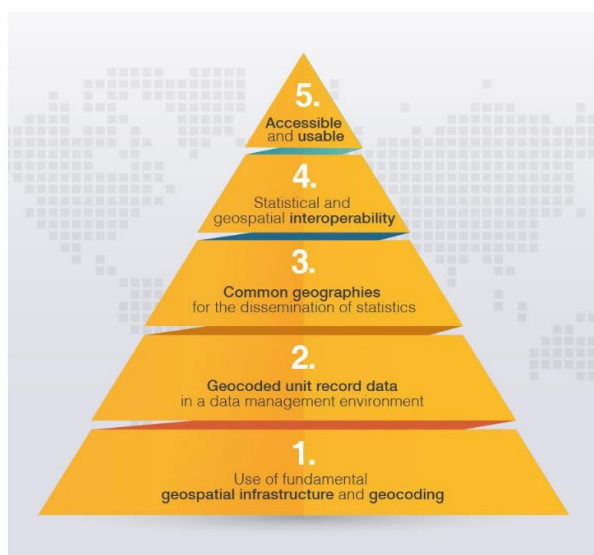 5.
Accessible
and usable
4.
Statistical and
geospatial interoperability
3.
Common geographies
for the dissemination of statistics
2.
Geocoded unit record data
in a data management environment
1.
Use of fundamental
geospatial infrastructure and geocoding